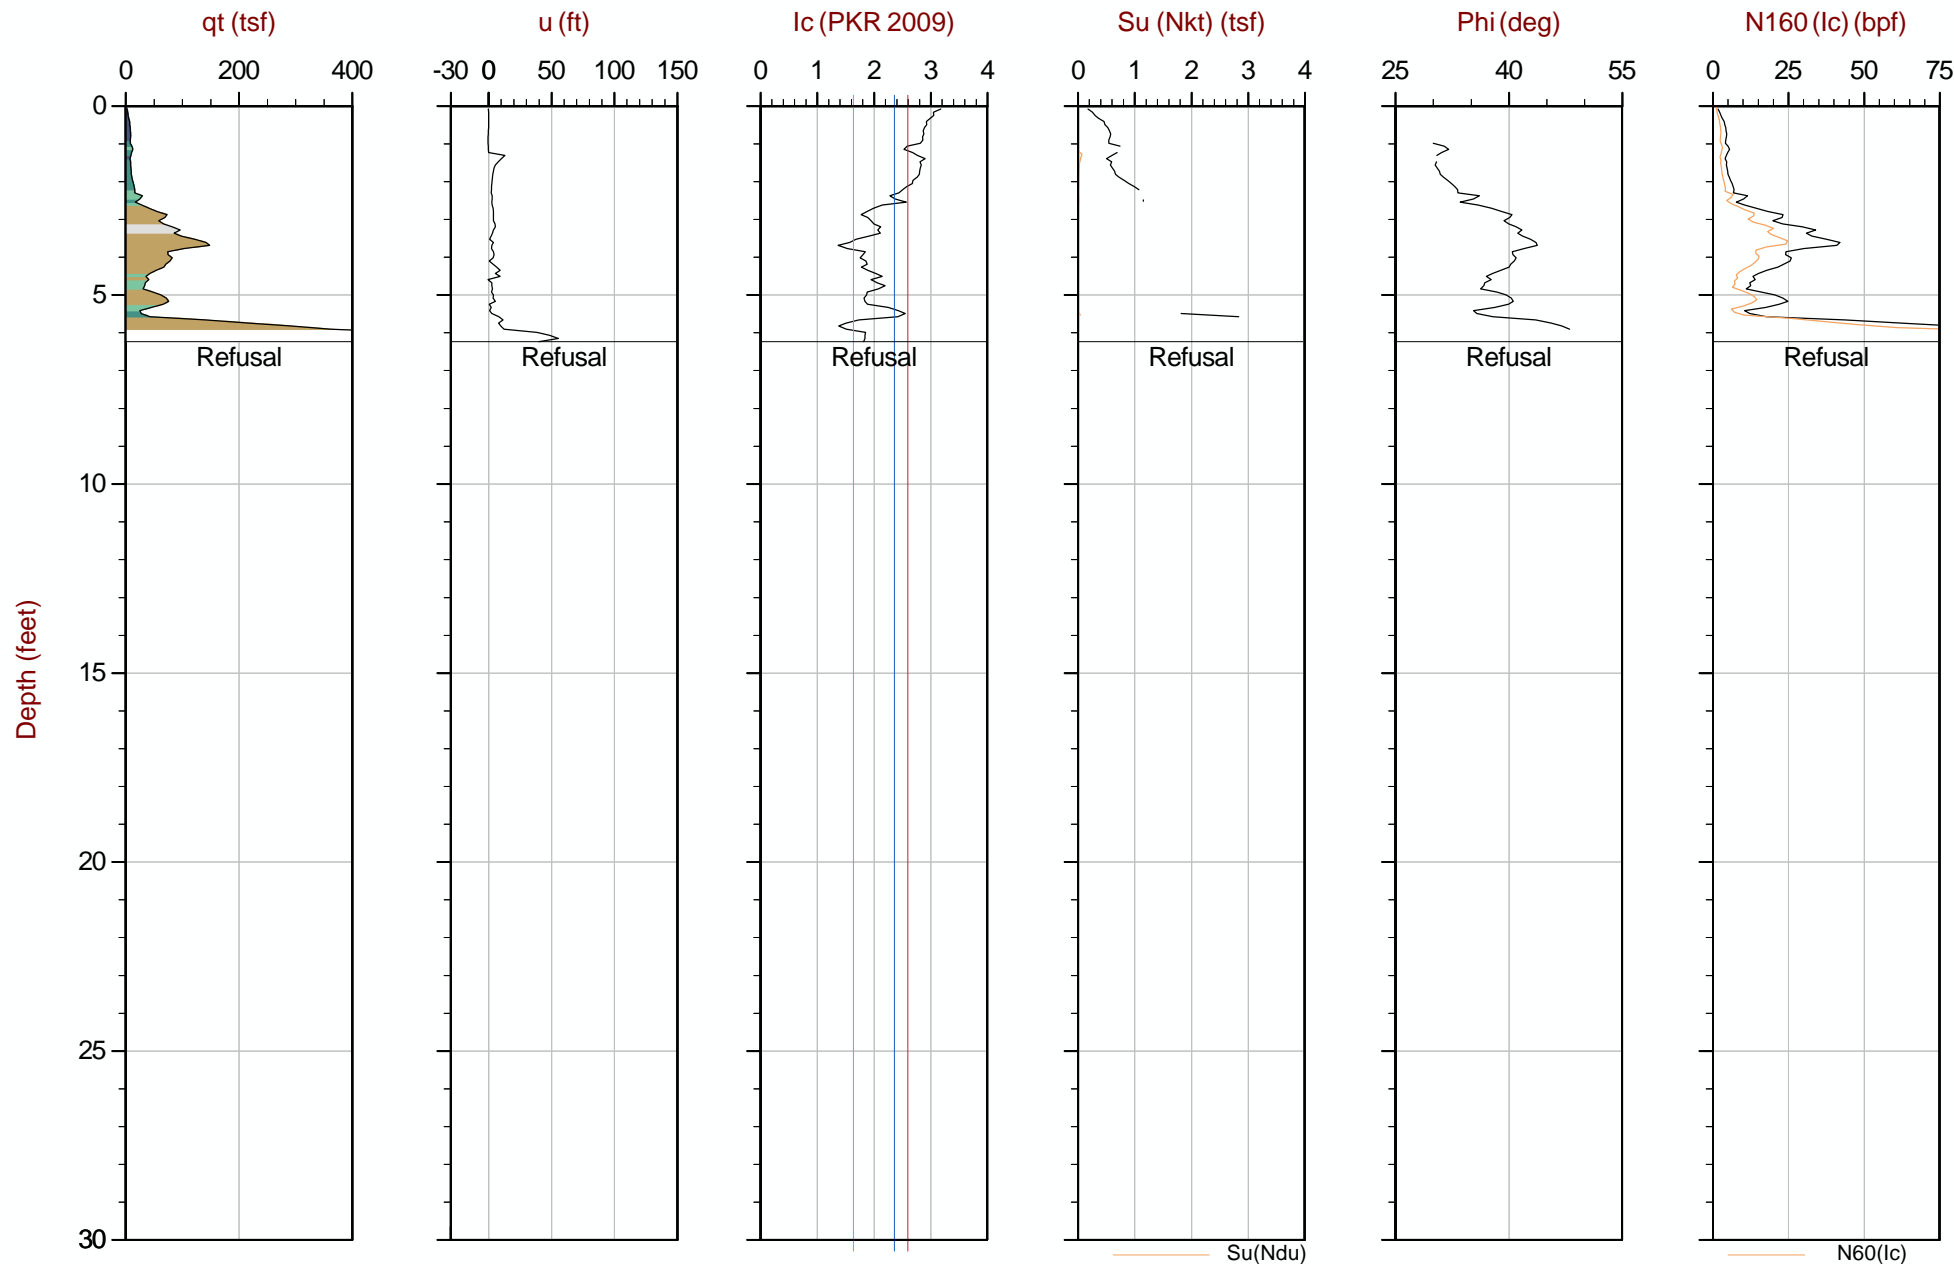 qt (tsf) u (ft) Ic (PKR 2009) Su (Nkt) (tsf) Phi (deg) N160 (Ic) (bpf)
0 200 400 -30 0 50 100 150 0 1 2 3 4 0 1 2 3 4 25 40 55 0 25 50 75
0
5
Refusal Refusal Refusal Refusal Refusal Refusal
10
15
Depth (feet)
20
25
30
Su(Ndu) N60(Ic)